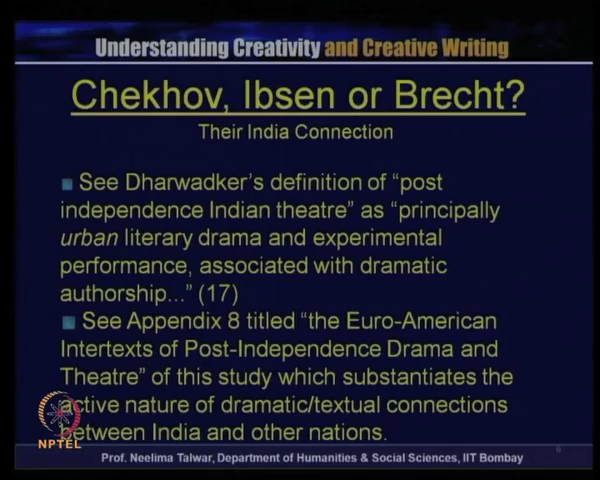 Understanding Creativity and Creative Writing
Chekhov, Ibsen or Brecht?
Their India Connection
See Dharwadker's definition of “post
independence Indian theatre” as “principally
urban literary drama and experimental
performance, associated with dramatic
authorship...” (17)
See Appendix 8 titled “the Euro-American
Intertexts of Post-Independence Drama and
Theatre” of this study which substantiates the
active nature of dramatic/textual connections
between India and other nations.
NPTEL
Prof. Neelima Talwar, Department of Humanities & Social Sciences, IIT Bombay
6